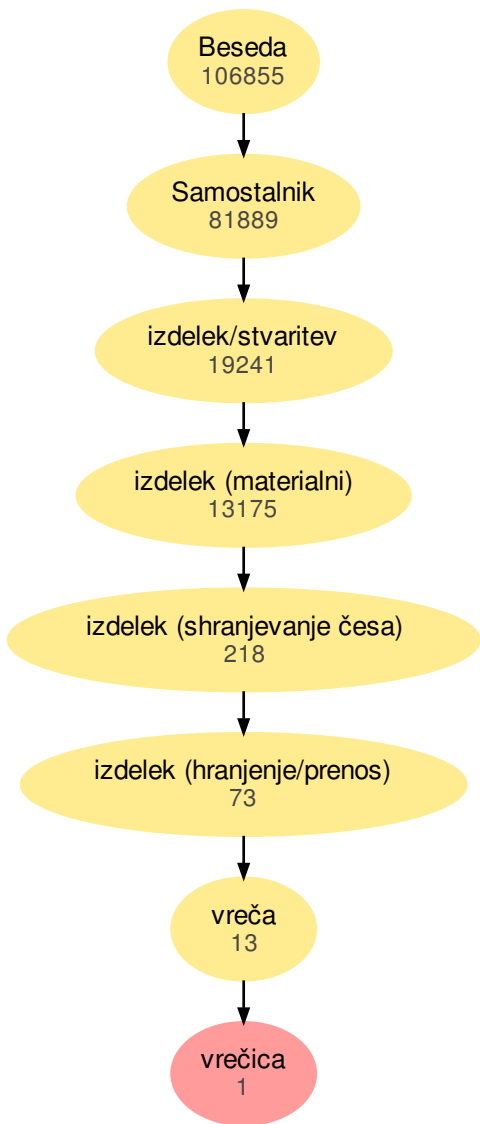 Beseda
106855
Samostalnik
81889
izdelek/stvaritev
19241
izdelek (materialni)
13175
izdelek (shranjevanje česa)
218
izdelek (hranjenje/prenos)
73
vreča
13
vrečica
1